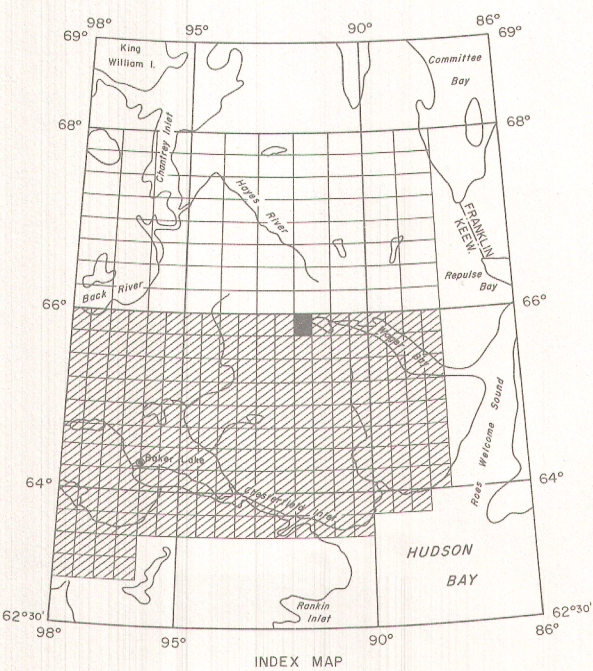 98°
95°
90°
86°
69°
69°
King
William I.
Committee
Bay
68°
68°
Chantrey Inlet
Hayes
River
FRANKLIN
KEEW.
Repulse
Bay
Back River
66°
66°
Wager Bay
Roes Welcome Sound
Baker Lake
64°
64°
Chesterfield Inlet
HUDSON
BAY
Rankin
Inlet
62°30'
62°30'
98°
95°
90°
86°
INDEX MAP